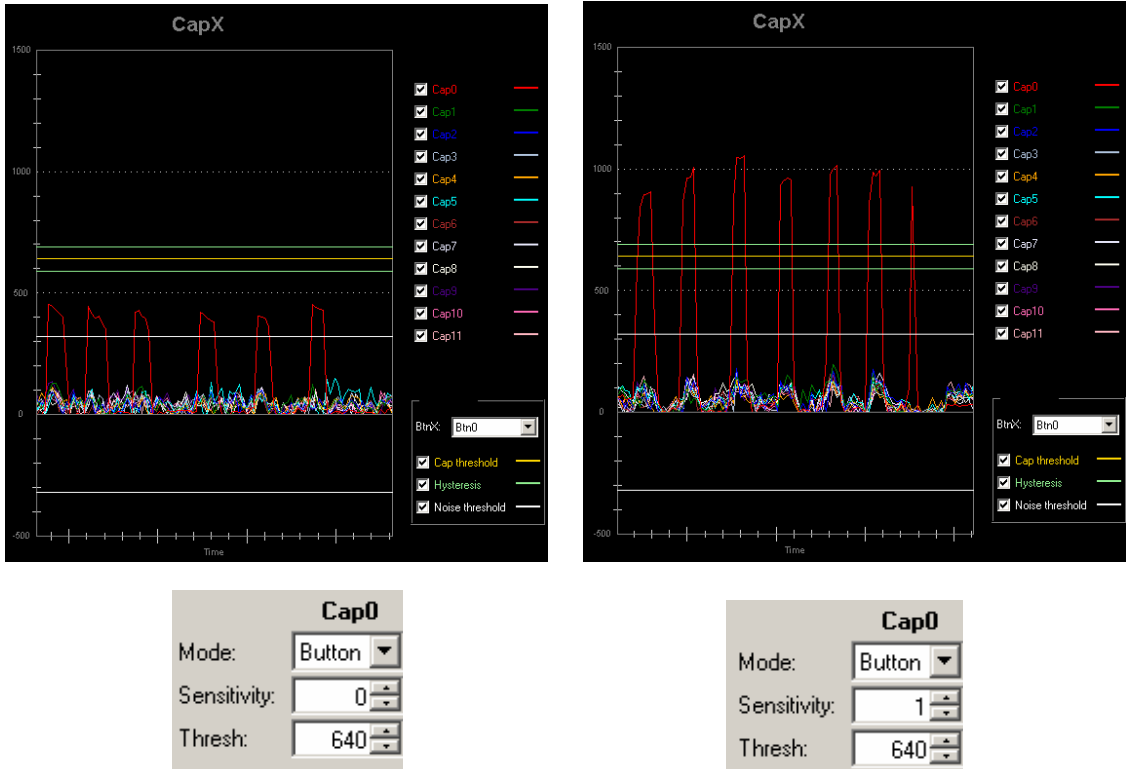 CapX
1500
1000
500
0
-500
Time
Cap0
Cap1
Cap2
Cap3
Cap4
Cap5
Cap6
Cap7
Cap8
Cap9
Cap10
Cap11
BtnX: Btn0
Cap threshold
Hysteresis
Noise threshold
CapX
1500
1000
500
0
-500
Time
Cap0
Cap1
Cap2
Cap3
Cap4
Cap5
Cap6
Cap7
Cap8
Cap9
Cap10
Cap11
BtnX: Btn0
Cap threshold
Hysteresis
Noise threshold
Cap0
Mode: Button
Sensitivity: 0
Thresh: 640
Cap0
Mode: Button
Sensitivity: 1
Thresh: 640